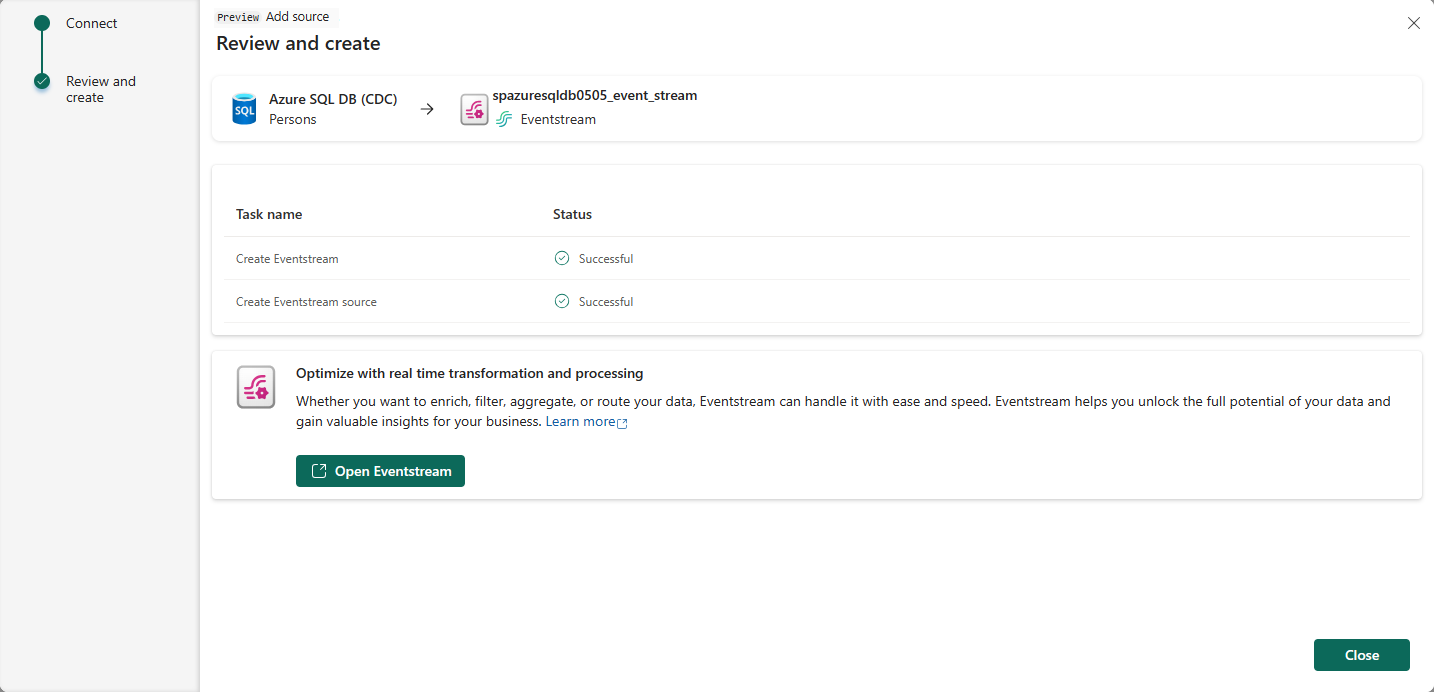 Connect
Review and
create
Preview Add source
Review and create
SQL
Azure SQL DB (CDC)
Persons
spazuresqldb0505_event_stream
Eventstream
Task name Status
Create Eventstream Successful
Create Eventstream source Successful
Optimize with real time transformation and processing
Whether you want to enrich, filter, aggregate, or route your data, Eventstream can handle it with ease and speed. Eventstream helps you unlock the full potential of your data and
gain valuable insights for your business. Learn more
Open Eventstream
Close